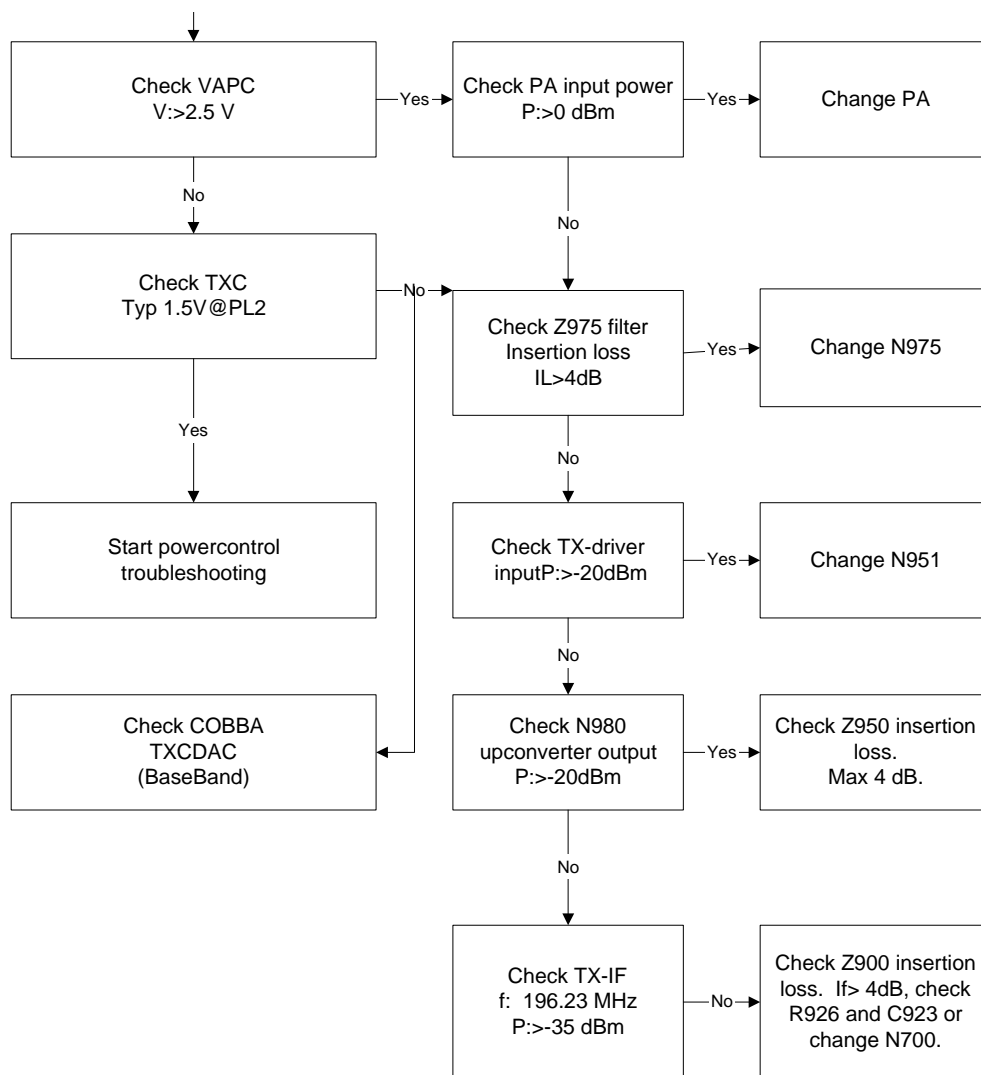 Check VAPC
V:>2.5 V
Yes
Check PA input power
P:>0 dBm
Yes
Change PA
No
No
Check TXC
Typ 1.5V@PL2
No
Check Z975 filter
Insertion loss
IL>4dB
Yes
Change N975
Yes
No
Start powercontrol
troubleshooting
Check TX-driver
inputP:>-20dBm
Yes
Change N951
No
Check COBBA
TXCDAC
(BaseBand)
Check N980
upconverter output
P:>-20dBm
Yes
Check Z950 insertion
loss.
Max 4 dB.
No
Check TX-IF
f:  196.23 MHz
P:>-35 dBm
No
Check Z900 insertion
loss.  If> 4dB, check
R926 and C923 or
change N700.